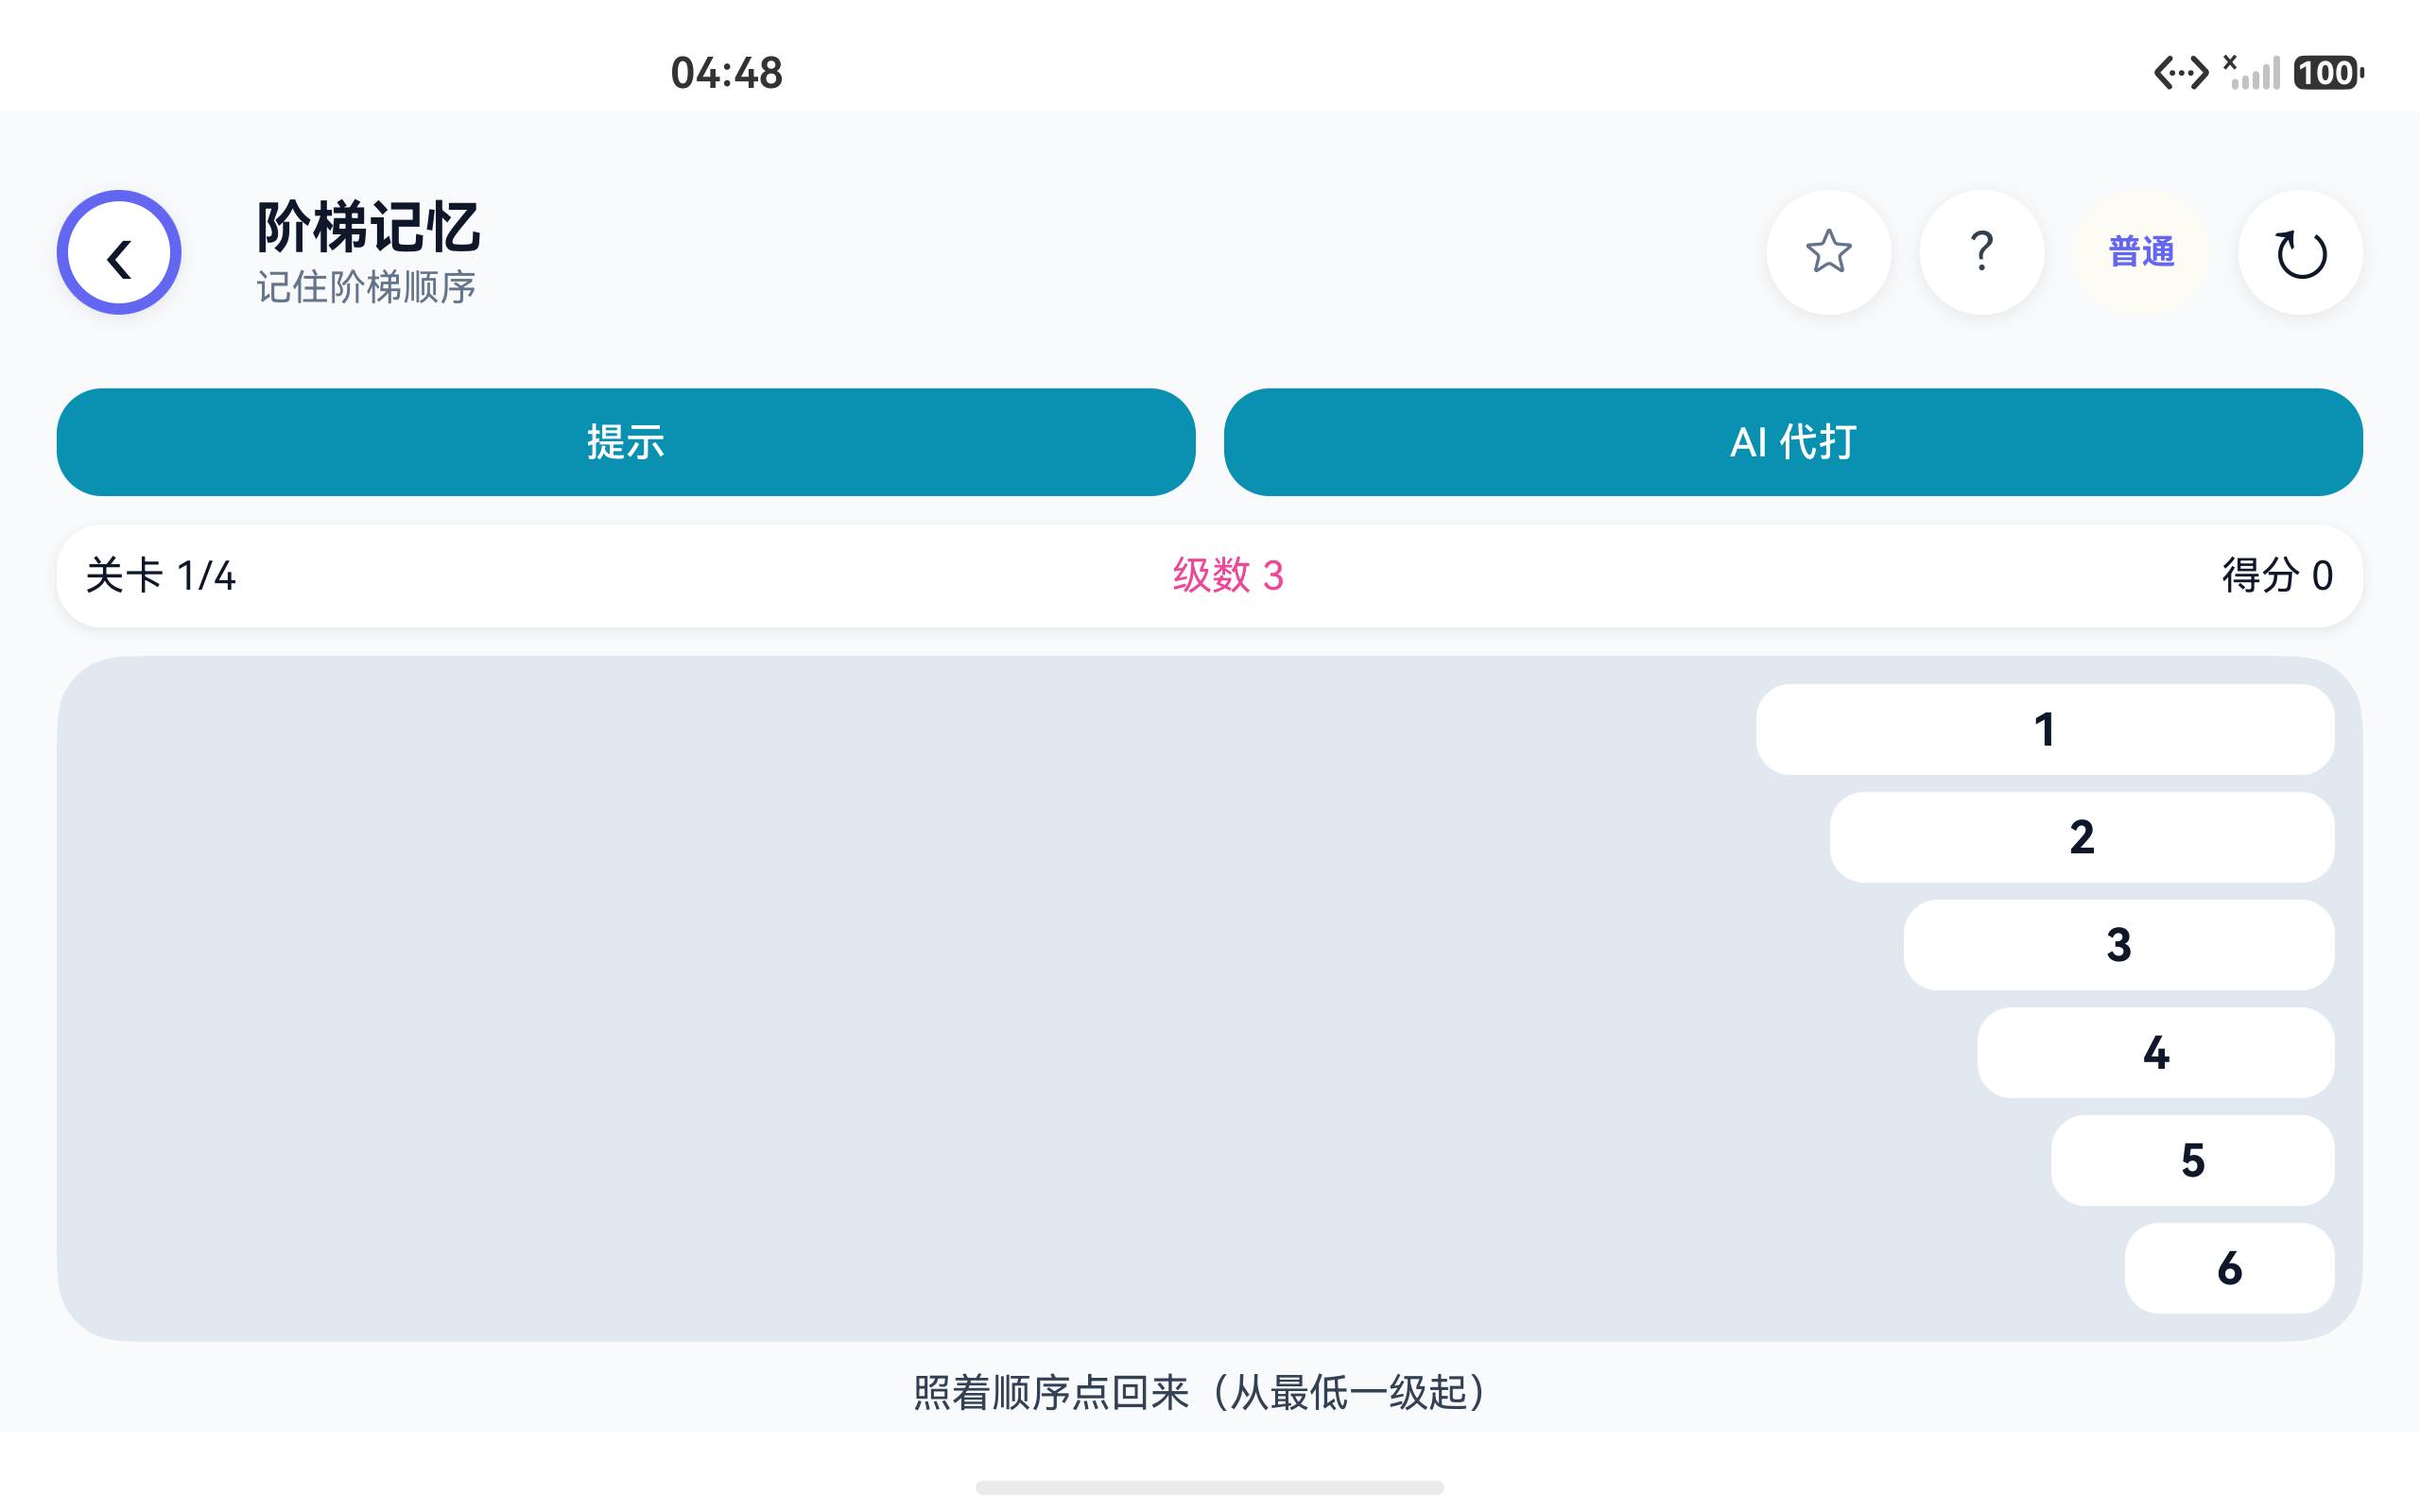 04:48
100
阶梯记忆
记住阶梯顺序
?
普通
提示
AI 代打
关卡 1/4
级数 3
得分 0
1
2
3
4
5
6
照着顺序点回来（从最低一级起）